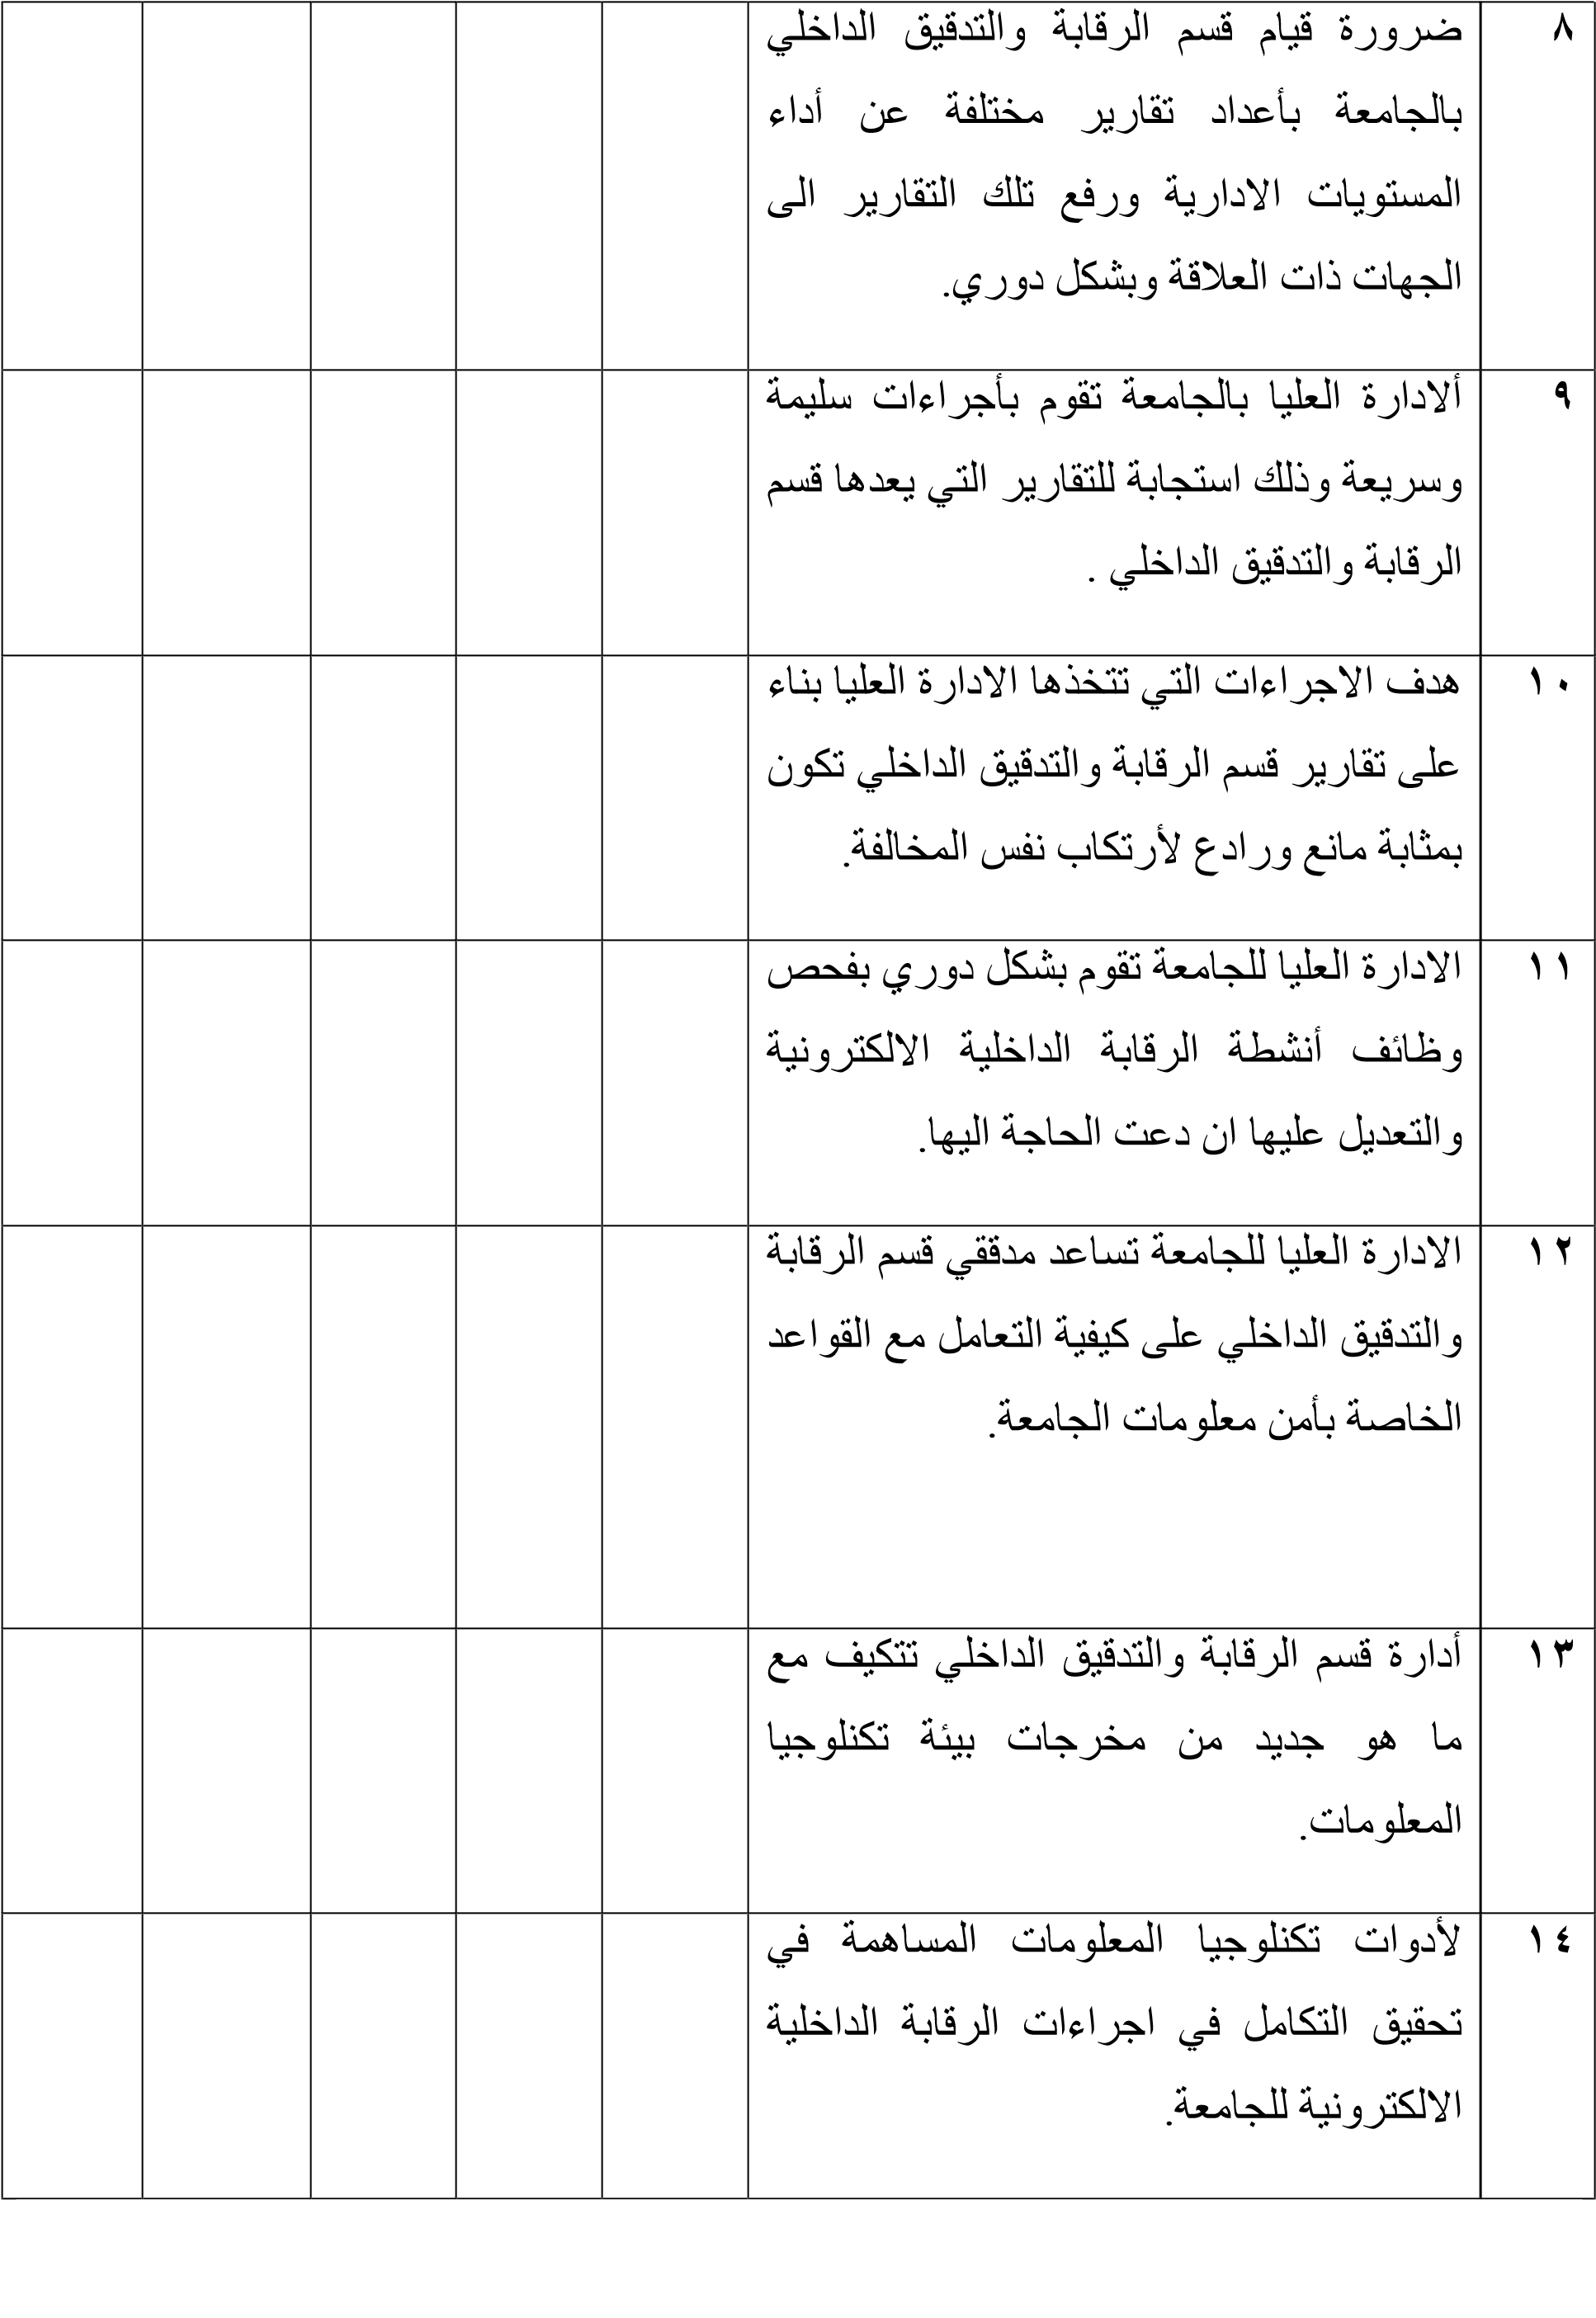 ٨ ضرورة قيام قسم الرقابة والتدقيق الداخلي
بالجامعة بأعداد تقارير مختلفة عن أداء
المستويات الادارية ورفع تلك التقارير الى
الجهات ذات العلاقة وبشكل دوري.
٩ ألادارة العليا بالجامعة تقوم بأجراءات سليمة
وسريعة وذلك استجابة للتقارير التي يعدها قسم
الرقابة والتدقيق الداخلي .
١٠ هدف الاجراءات التي تتخذها الادارة العليا بناء
على تقارير قسم الرقابة والتدقيق الداخلي تكون
بمثابة مانع ورادع لأرتكاب نفس المخالفة.
١١ الادارة العليا للجامعة تقوم بشكل دوري بفحص
وظائف أنشطة الرقابة الداخلية الالكترونية
والتعديل عليها ان دعت الحاجة اليها.
١٢ الادارة العليا للجامعة تساعد مدققي قسم الرقابة
والتدقيق الداخلي على كيفية التعامل مع القواعد
الخاصة بأمن معلومات الجامعة.
١٣ أدارة قسم الرقابة والتدقيق الداخلي تتكيف مع
ما هو جديد من مخرجات بيئة تكنلوجيا
المعلومات.
١٤ لأدوات تكنلوجيا المعلومات المساهمة في
تحقيق التكامل في اجراءات الرقابة الداخلية
الالكترونية للجامعة.